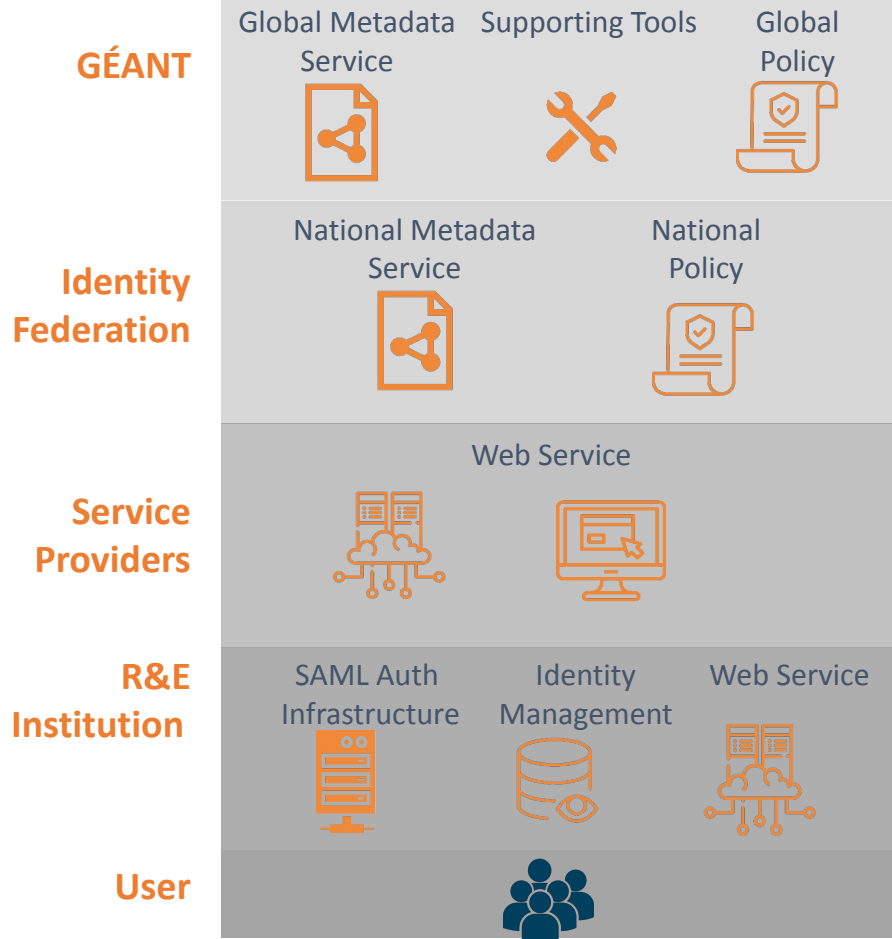 GÉANT
Global Metadata
Service
Supporting Tools
Global
Policy
Identity
Federation
National Metadata
Service
National
Policy
Service
Providers
Web Service
R&E
Institution
SAML Auth
Infrastructure
Identity
Management
Web Service
User